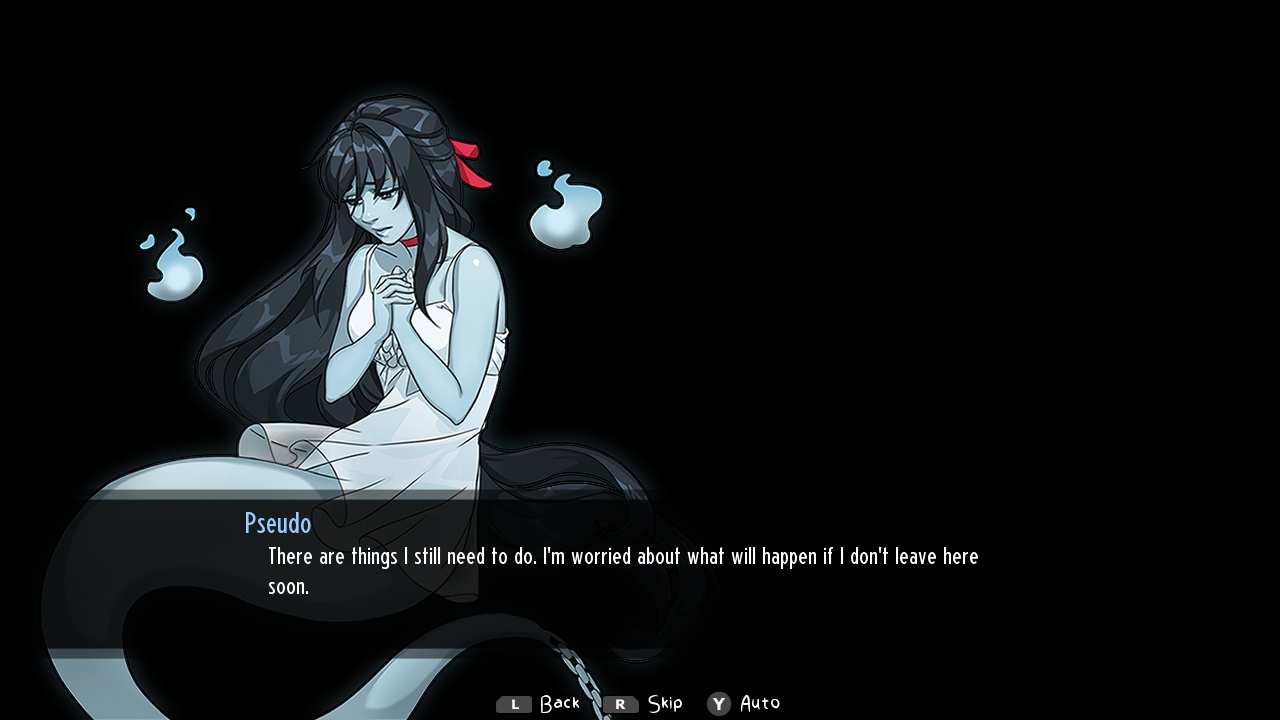 Pseudo
There are things I still need to do. I'm worried about what will happen if I don't leave here
soon.
L Back R Skip Y Auto